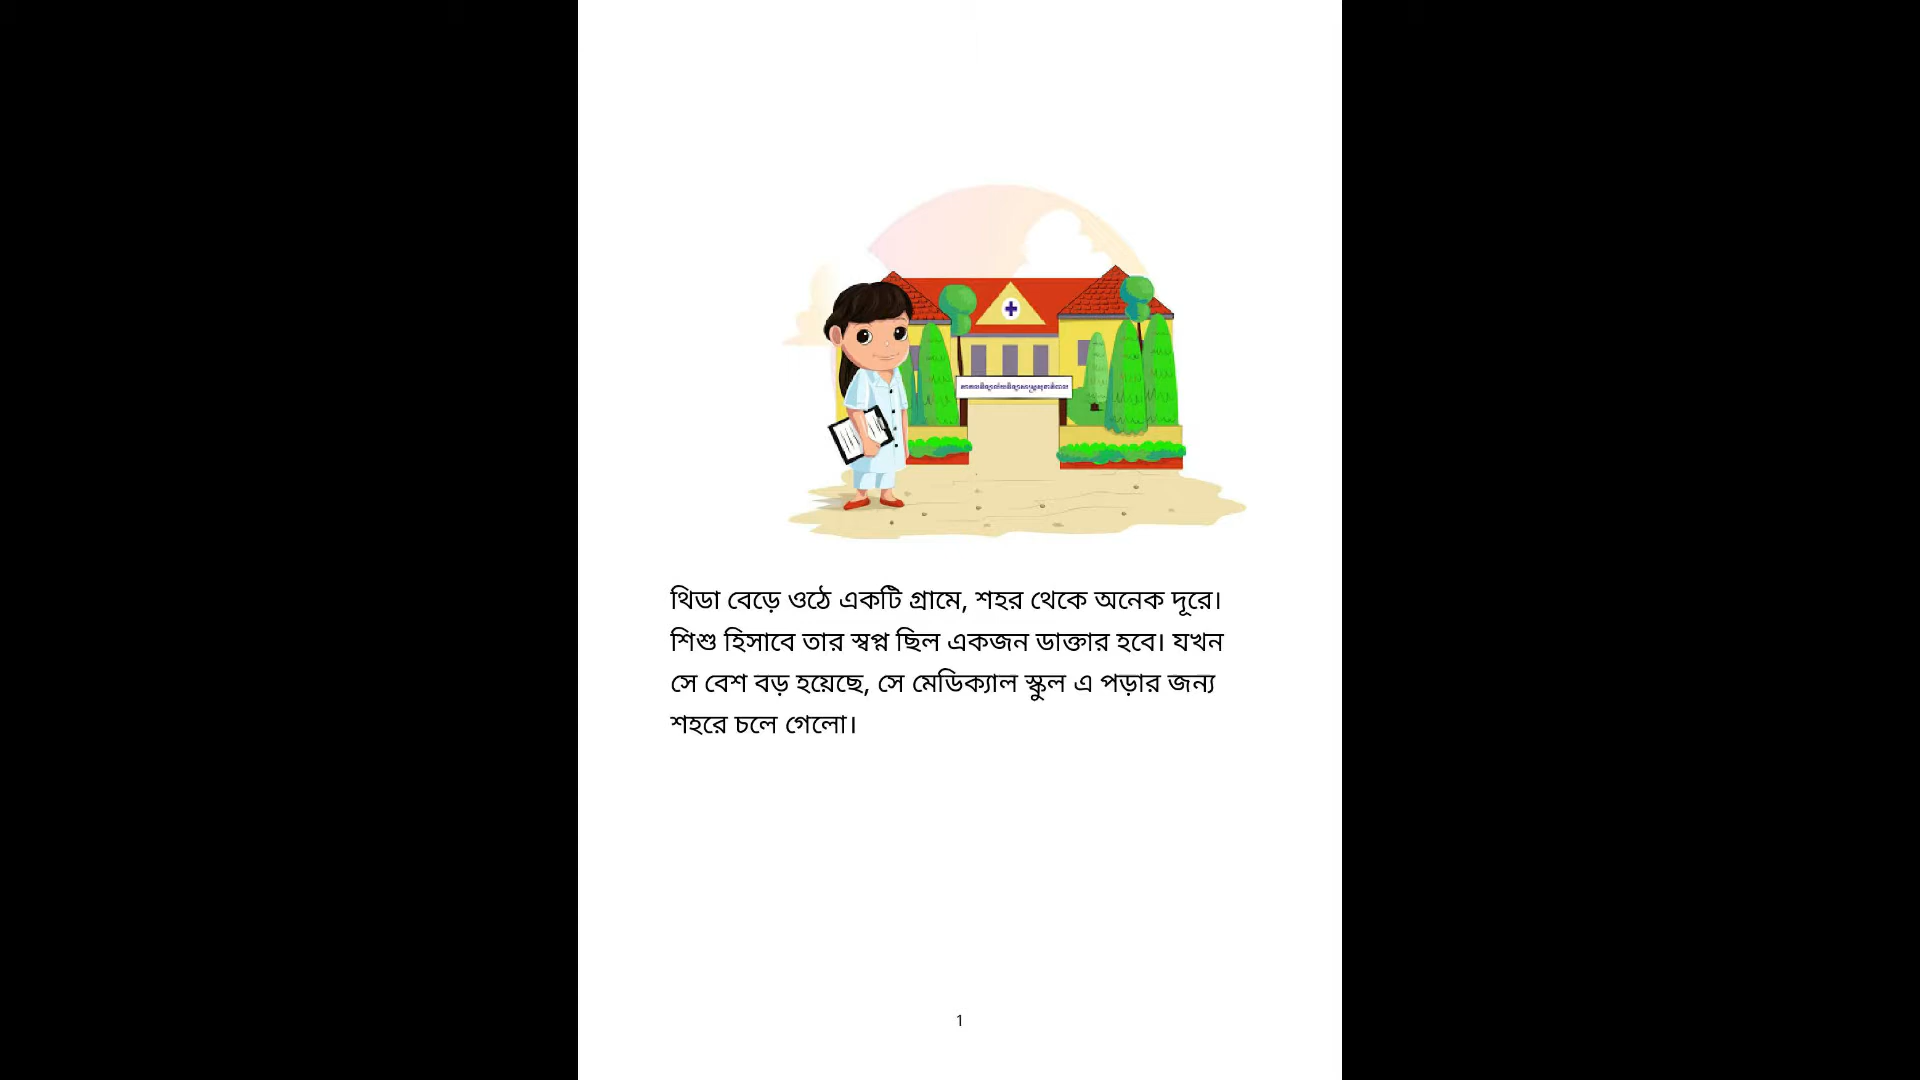 থিডা বেড়ে ওঠে একটি গ্রামে, শহর থেকে অনেক দূরে।
শিশু হিসাবে তার স্বপ্ন ছিল একজন ডাক্তার হবে। যখন
সে বেশ বড় হয়েছে, সে মেডিক্যাল স্কুল এ পড়ার জন্য
শহরে চলে গেলো।
1